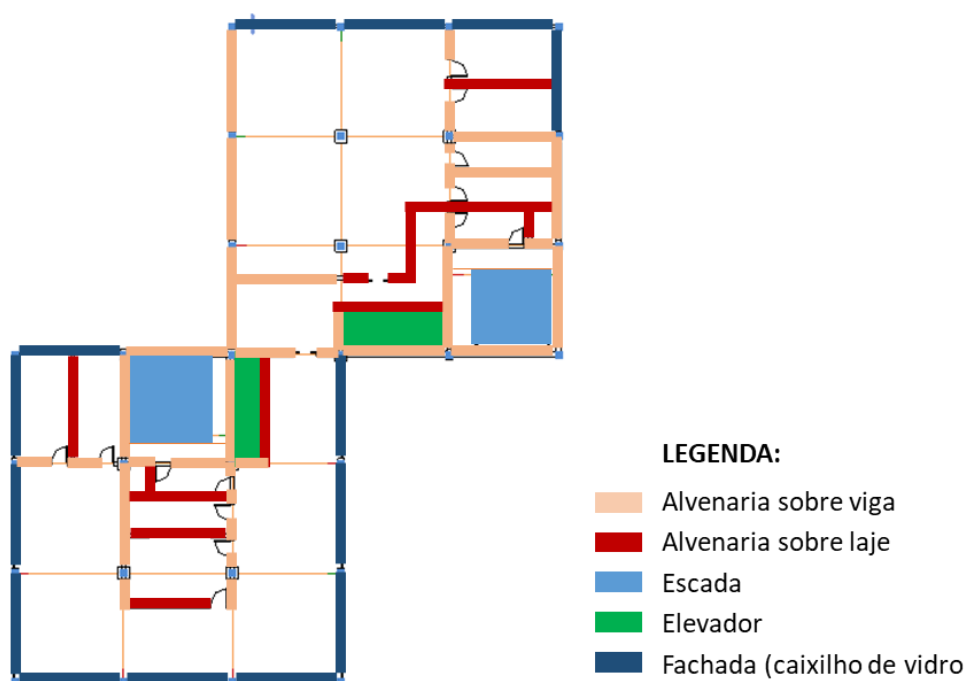 LEGENDA:
Alvenaria sobre viga
Alvenaria sobre laje
Escada
Elevador
Fachada (caixilho de vidro